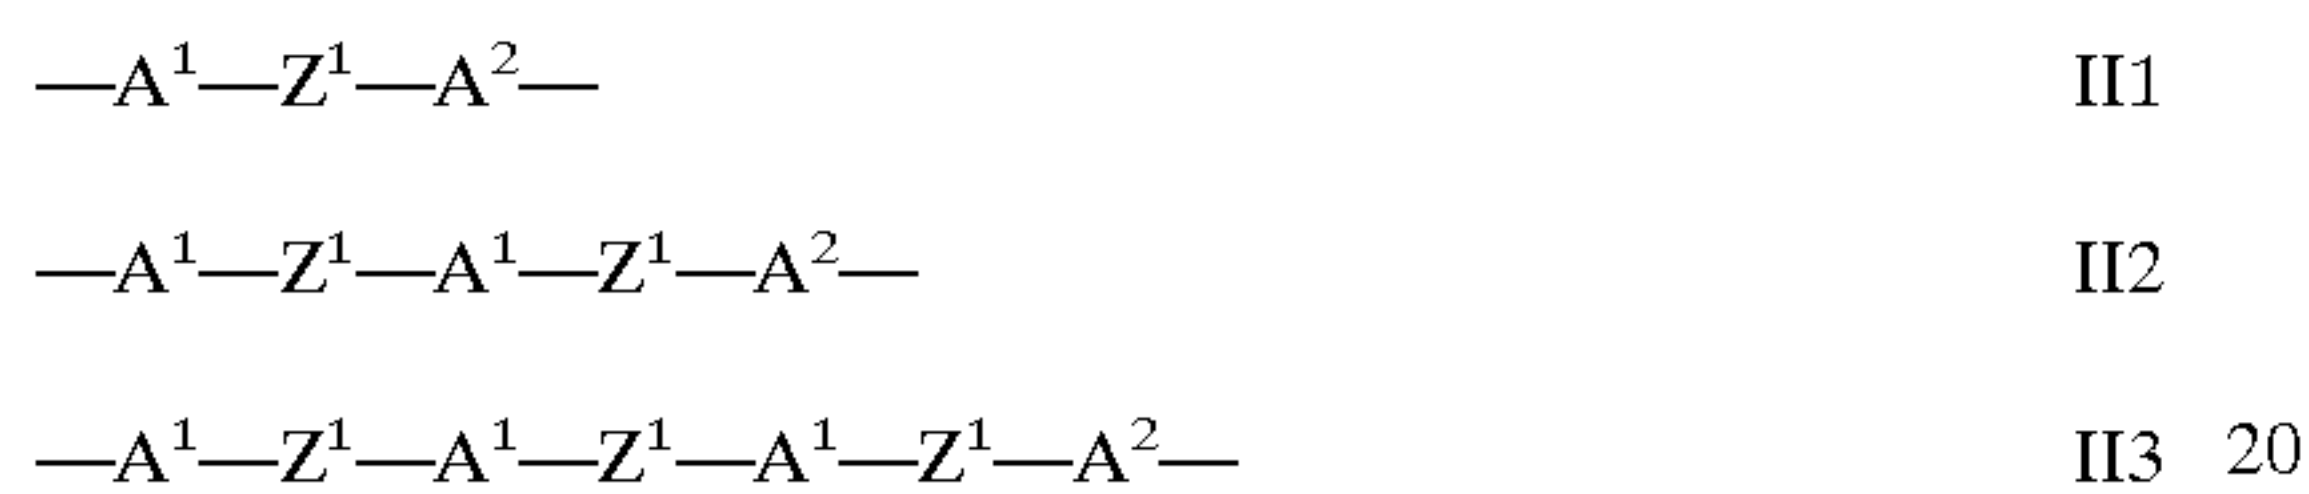 —A¹—Z¹—A²— II1
—A¹—Z¹—A¹—Z¹—A²— II2
—A¹—Z¹—A¹—Z¹—A¹—Z¹—A²— II3 20